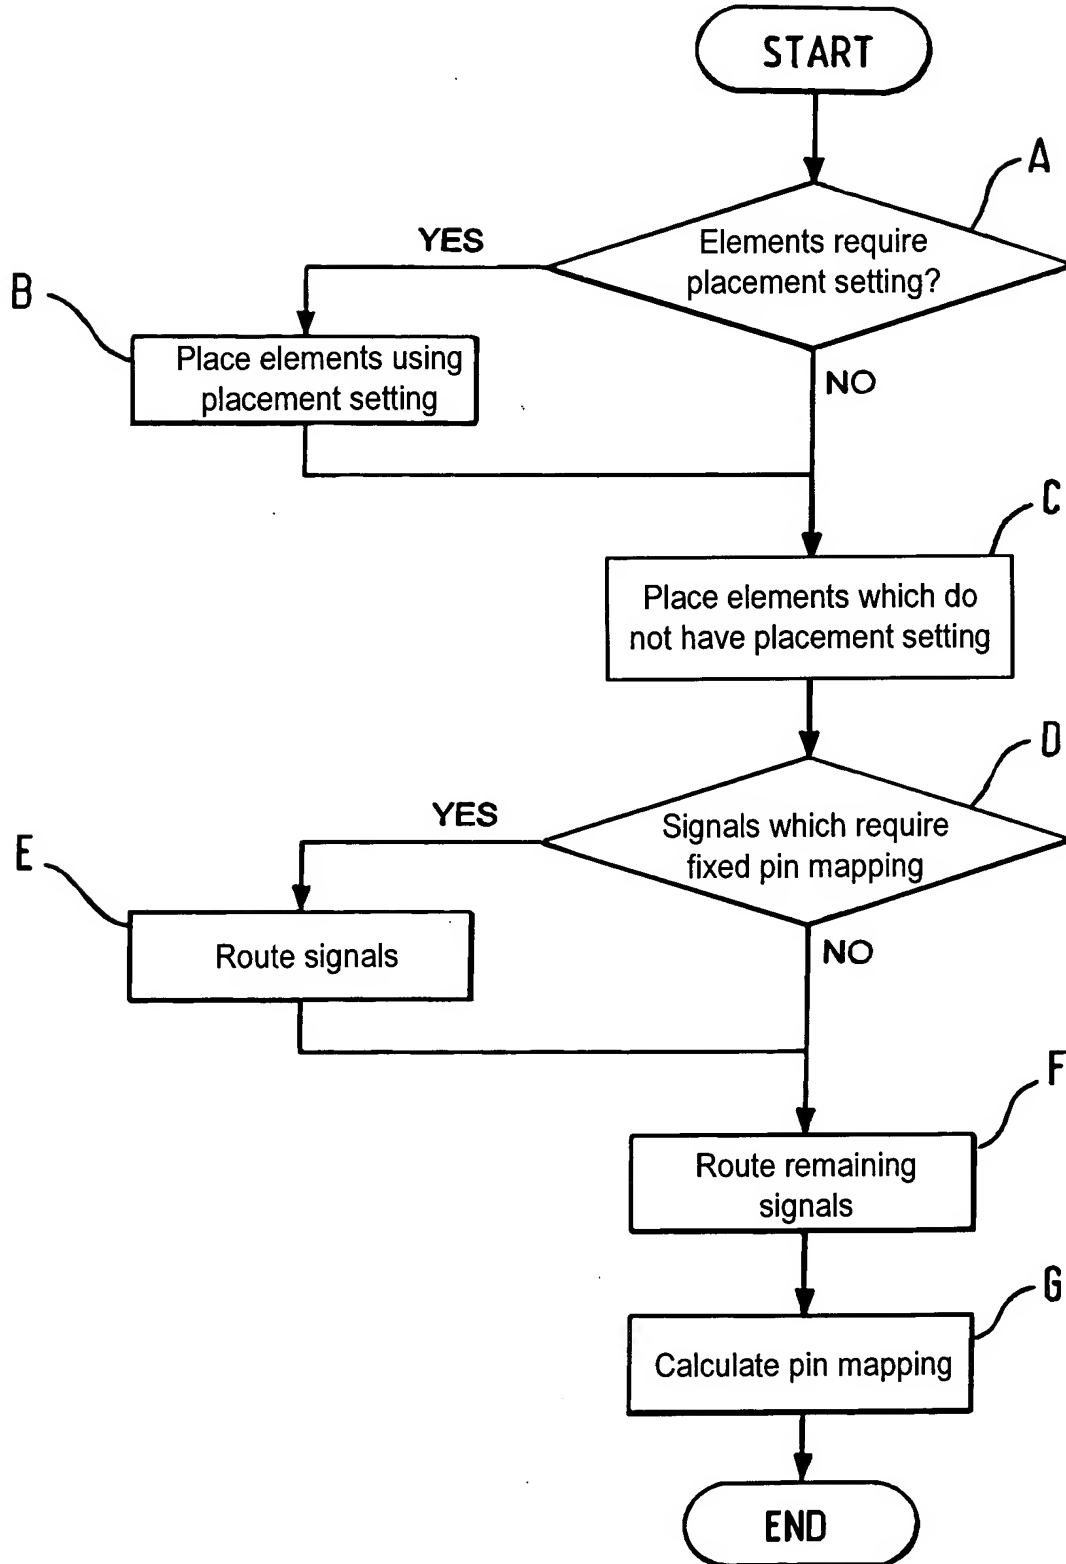 START
A
Elements require
placement setting?
YES
B
Place elements using
placement setting
NO
C
Place elements which do
not have placement setting
D
Signals which require
fixed pin mapping
YES
E
Route signals
NO
F
Route remaining
signals
G
Calculate pin mapping
END